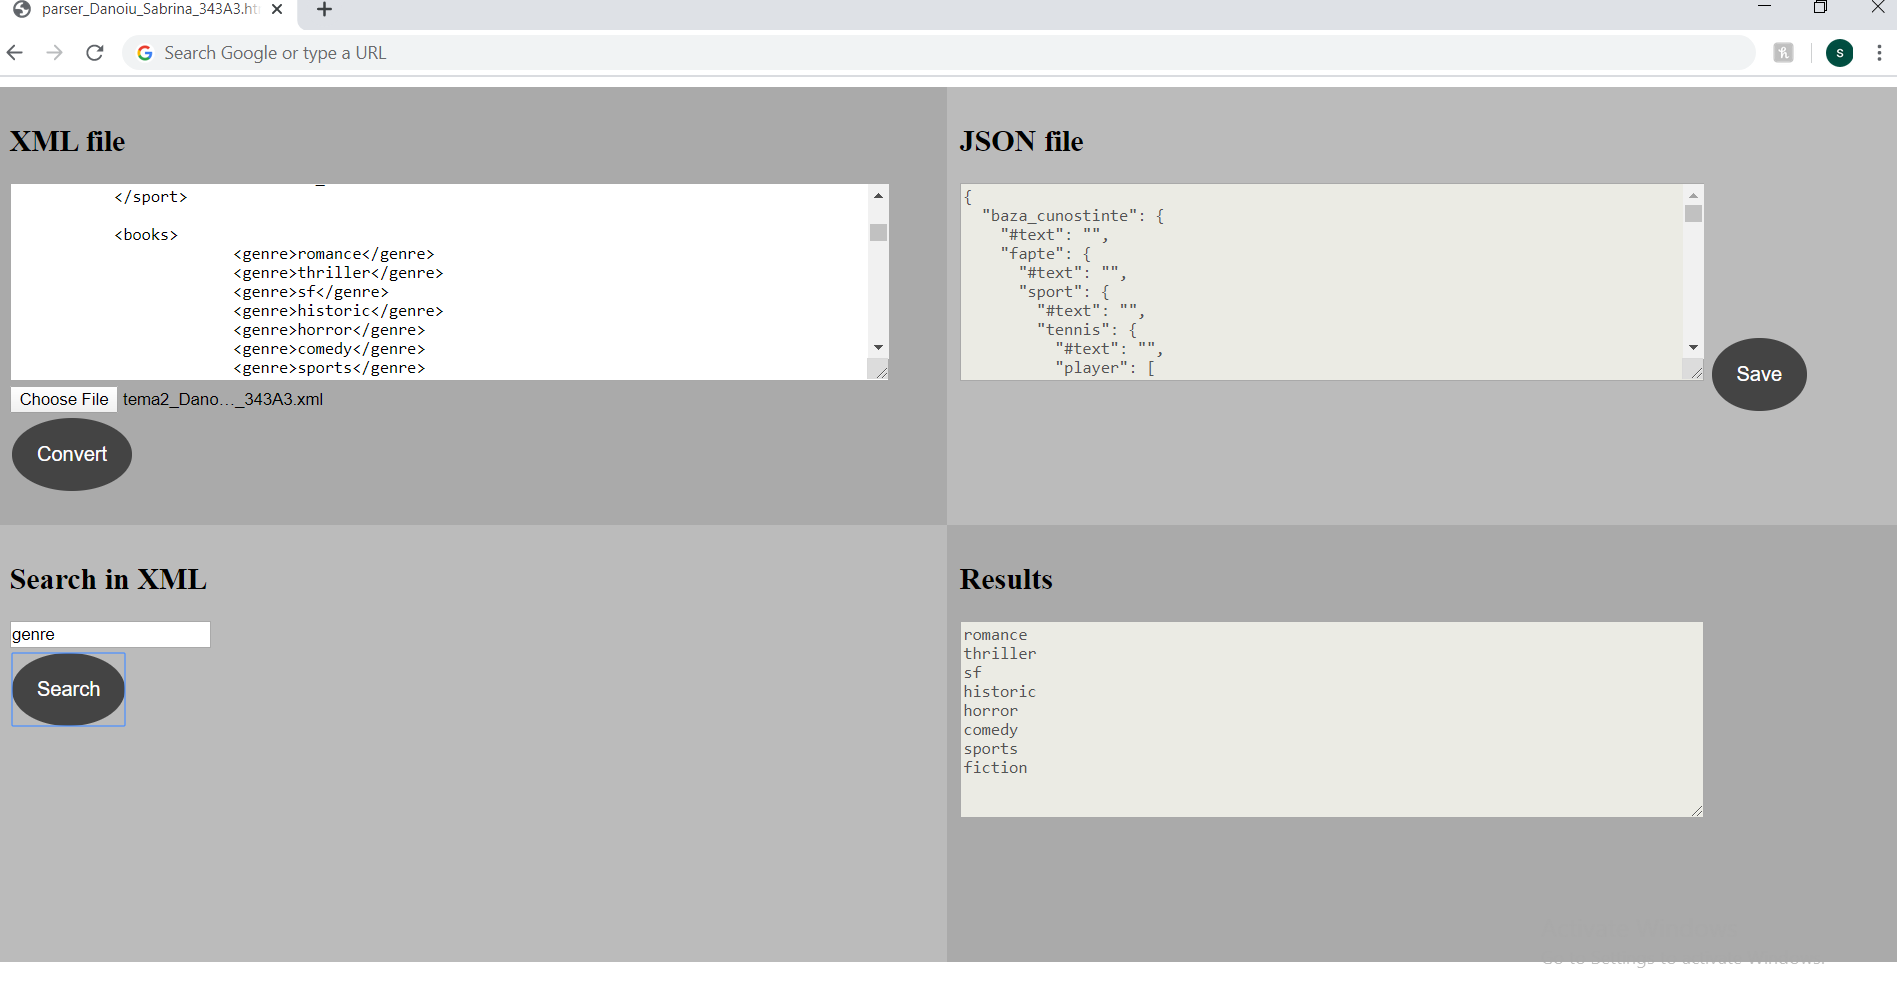 parser_Danoiu_Sabrina_343A3.ht
Search Google or type a URL
s
XML file
</sport>
<books>
<genre>romance</genre>
<genre>thriller</genre>
<genre>sf</genre>
<genre>historic</genre>
<genre>horror</genre>
<genre>comedy</genre>
<genre>sports</genre>
Choose File tema2_Dano..._343A3.xml
Convert
JSON file
{
"baza_cunostinte": {
"#text": "",
"fapte": {
"#text": "",
"sport": {
"#text": "",
"tennis": {
"#text": "",
"player": [
Save
Search in XML
genre
Search
Results
romance
thriller
sf
historic
horror
comedy
sports
fiction
Go to Settings to activate Windows.